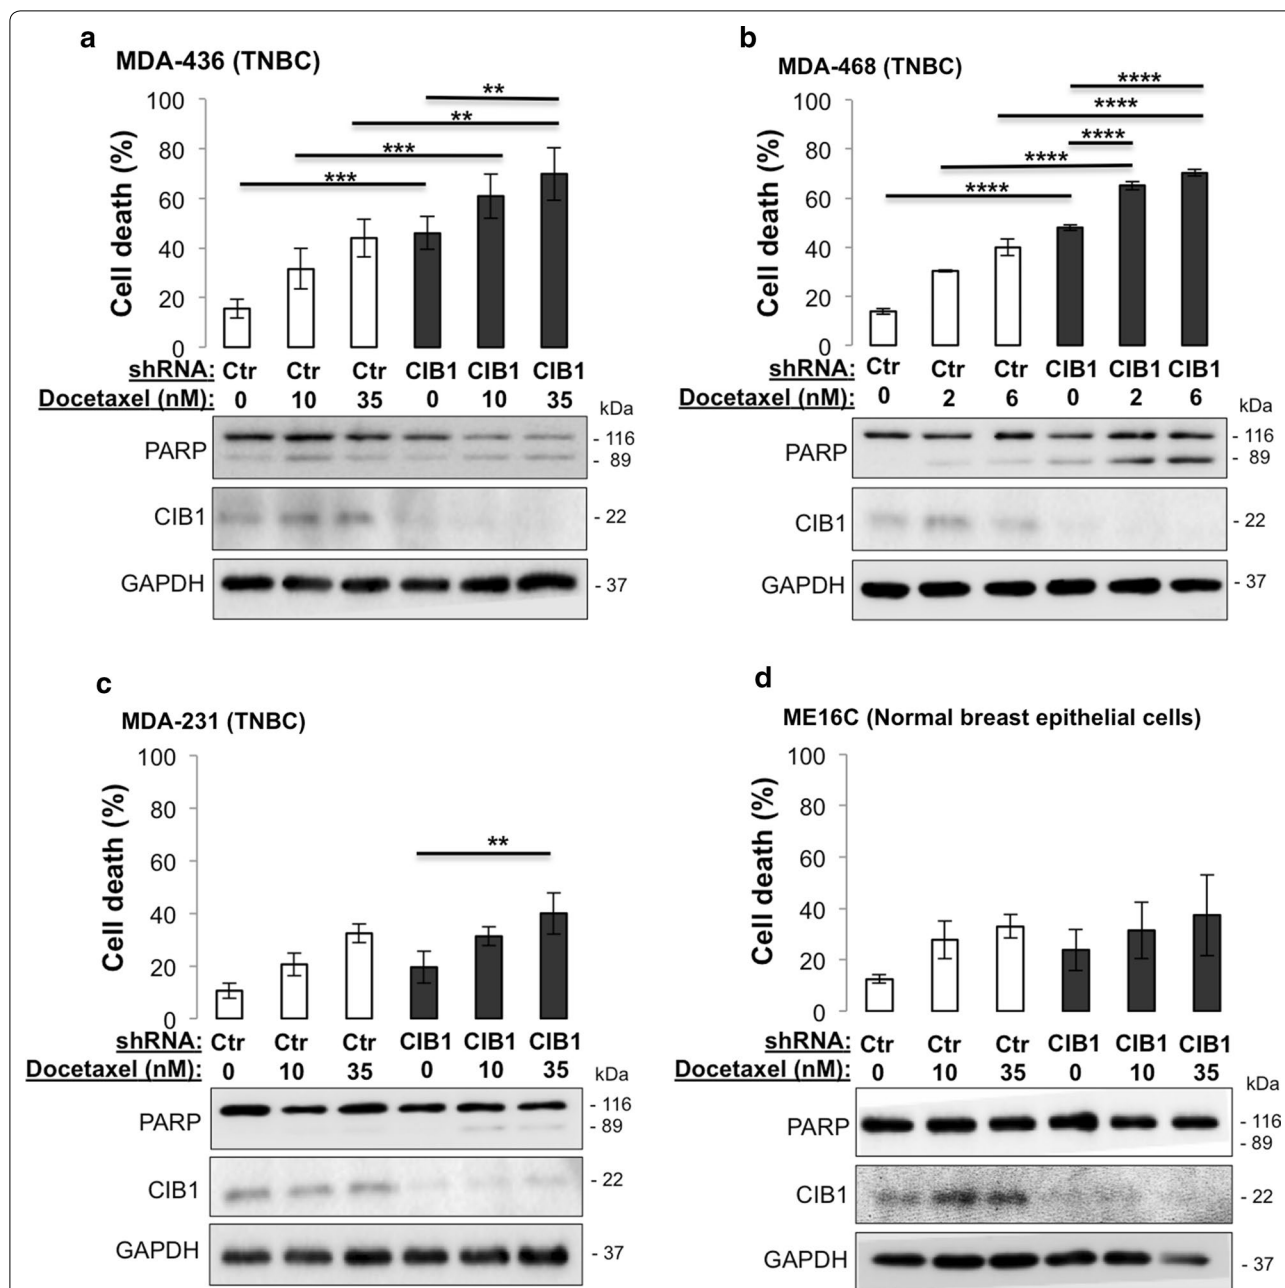 a
MDA-436 (TNBC)
** 
**
***
***
100
80
60
40
20
0
Cell death (%)
shRNA: Ctr Ctr Ctr CIB1 CIB1 CIB1
Docetaxel (nM): 0 10 35 0 10 35
kDa
PARP - 116
- 89
CIB1 - 22
GAPDH - 37
b
MDA-468 (TNBC)
****
****
****
****
****
100
80
60
40
20
0
Cell death (%)
shRNA: Ctr Ctr Ctr CIB1 CIB1 CIB1
Docetaxel (nM): 0 2 6 0 2 6
kDa
PARP - 116
- 89
CIB1 - 22
GAPDH - 37
c
MDA-231 (TNBC)
**
100
80
60
40
20
0
Cell death (%)
shRNA: Ctr Ctr Ctr CIB1 CIB1 CIB1
Docetaxel (nM): 0 10 35 0 10 35
kDa
PARP - 116
- 89
CIB1 - 22
GAPDH - 37
d
ME16C (Normal breast epithelial cells)
100
80
60
40
20
0
Cell death (%)
shRNA: Ctr Ctr Ctr CIB1 CIB1 CIB1
Docetaxel (nM): 0 10 35 0 10 35
kDa
PARP - 116
- 89
CIB1 - 22
GAPDH - 37